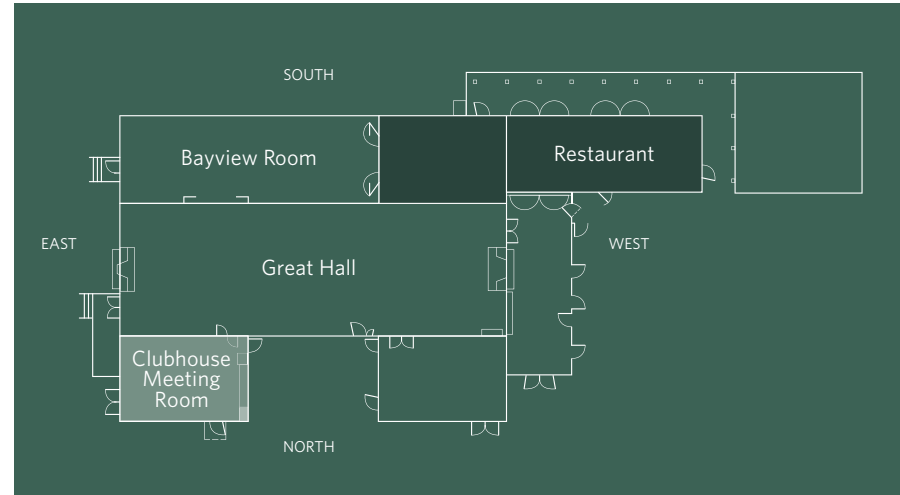 SOUTH
Bayview Room
Restaurant
EAST
WEST
Great Hall
Clubhouse
Meeting
Room
NORTH